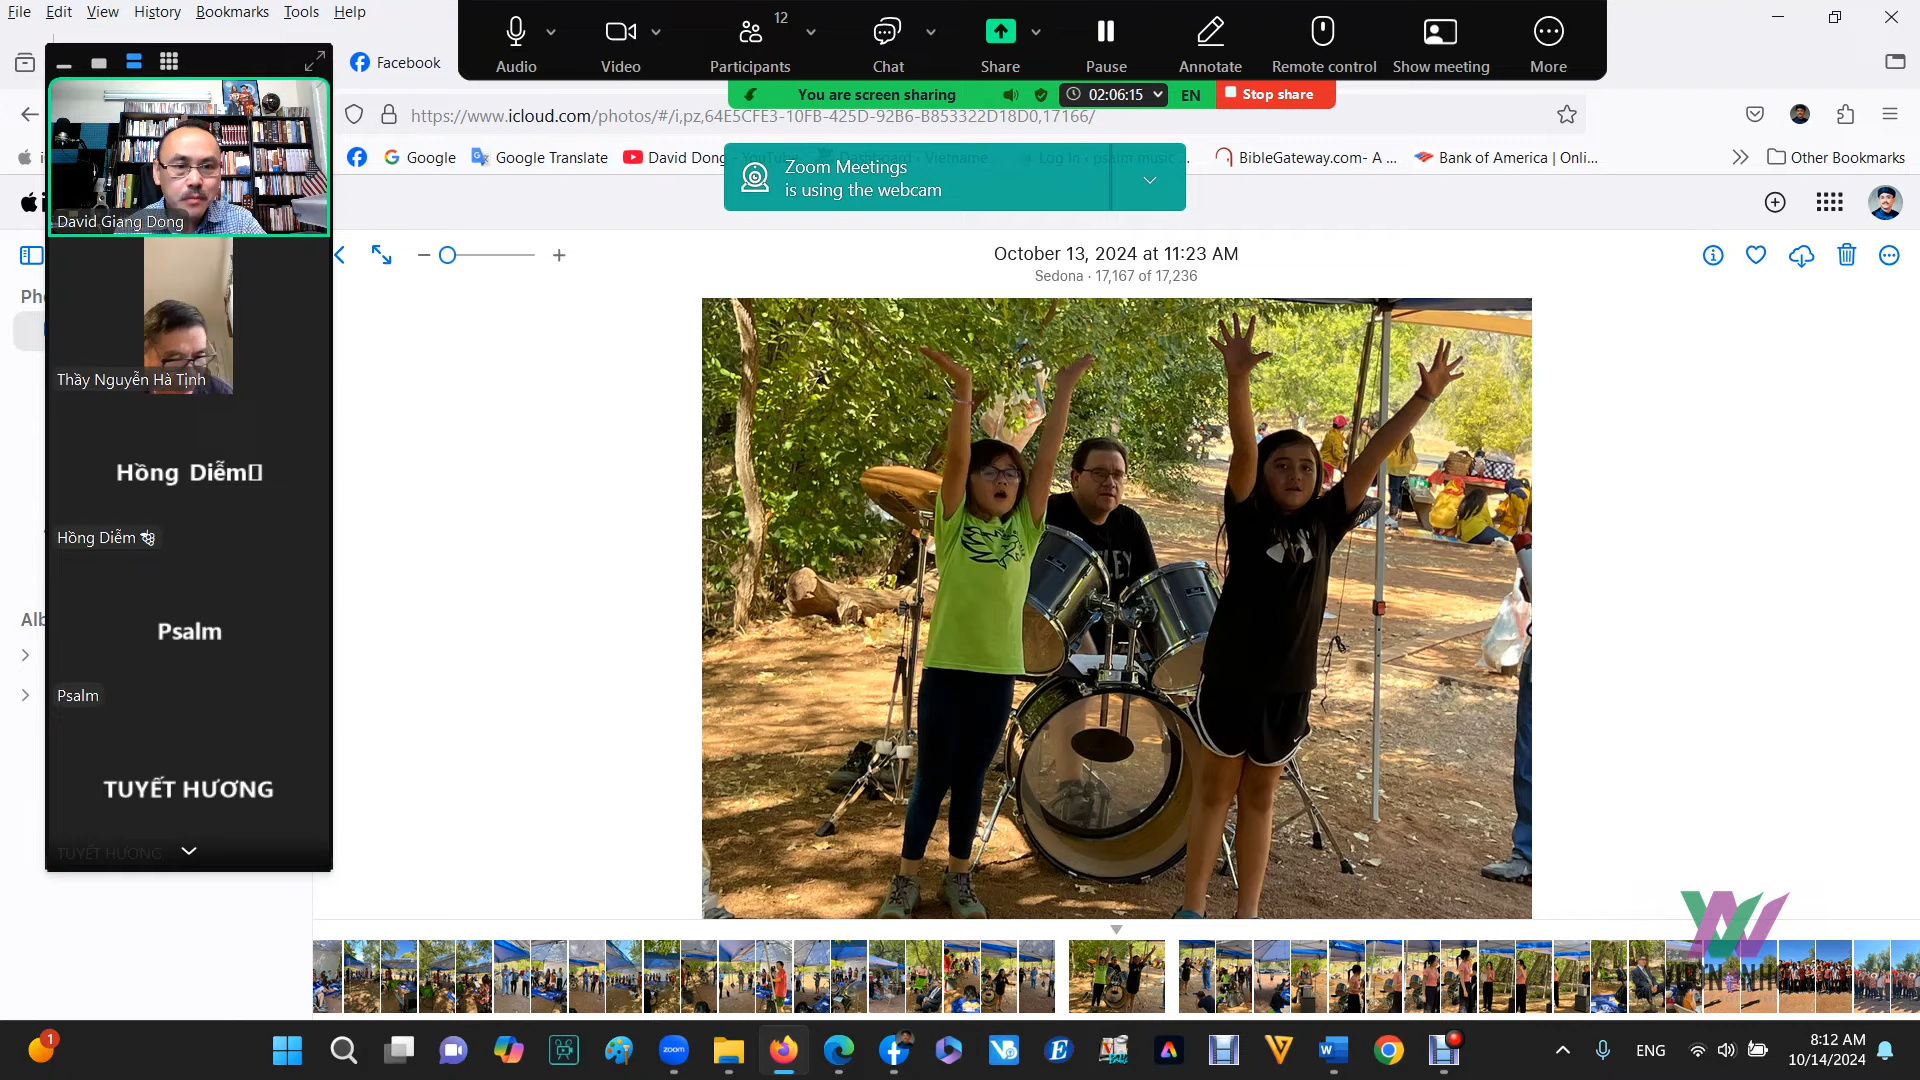 File Edit View History Bookmarks Tools Help
12
Audio Video Participants Chat Share Pause Annotate Remote control Show meeting More
Facebook
You are screen sharing 02:06:15 EN Stop share
https://www.icloud.com/photos/#/i,pz,64E5CFE3-10FB-425D-92B6-B853322D18D0,17166/
Google Google Translate David Dong BibleGateway.com- A ... Bank of America | Onli... Other Bookmarks
Zoom Meetings
is using the webcam
David Giang Dong
October 13, 2024 at 11:23 AM
Sedona · 17,167 of 17,236
Thầy Nguyễn Hà Tịnh
Hồng Diễm
Hồng Diễm
Psalm
Psalm
TUYẾT HƯƠNG
TUYẾT HƯƠNG
1
zoom
ENG
8:12 AM
10/14/2024